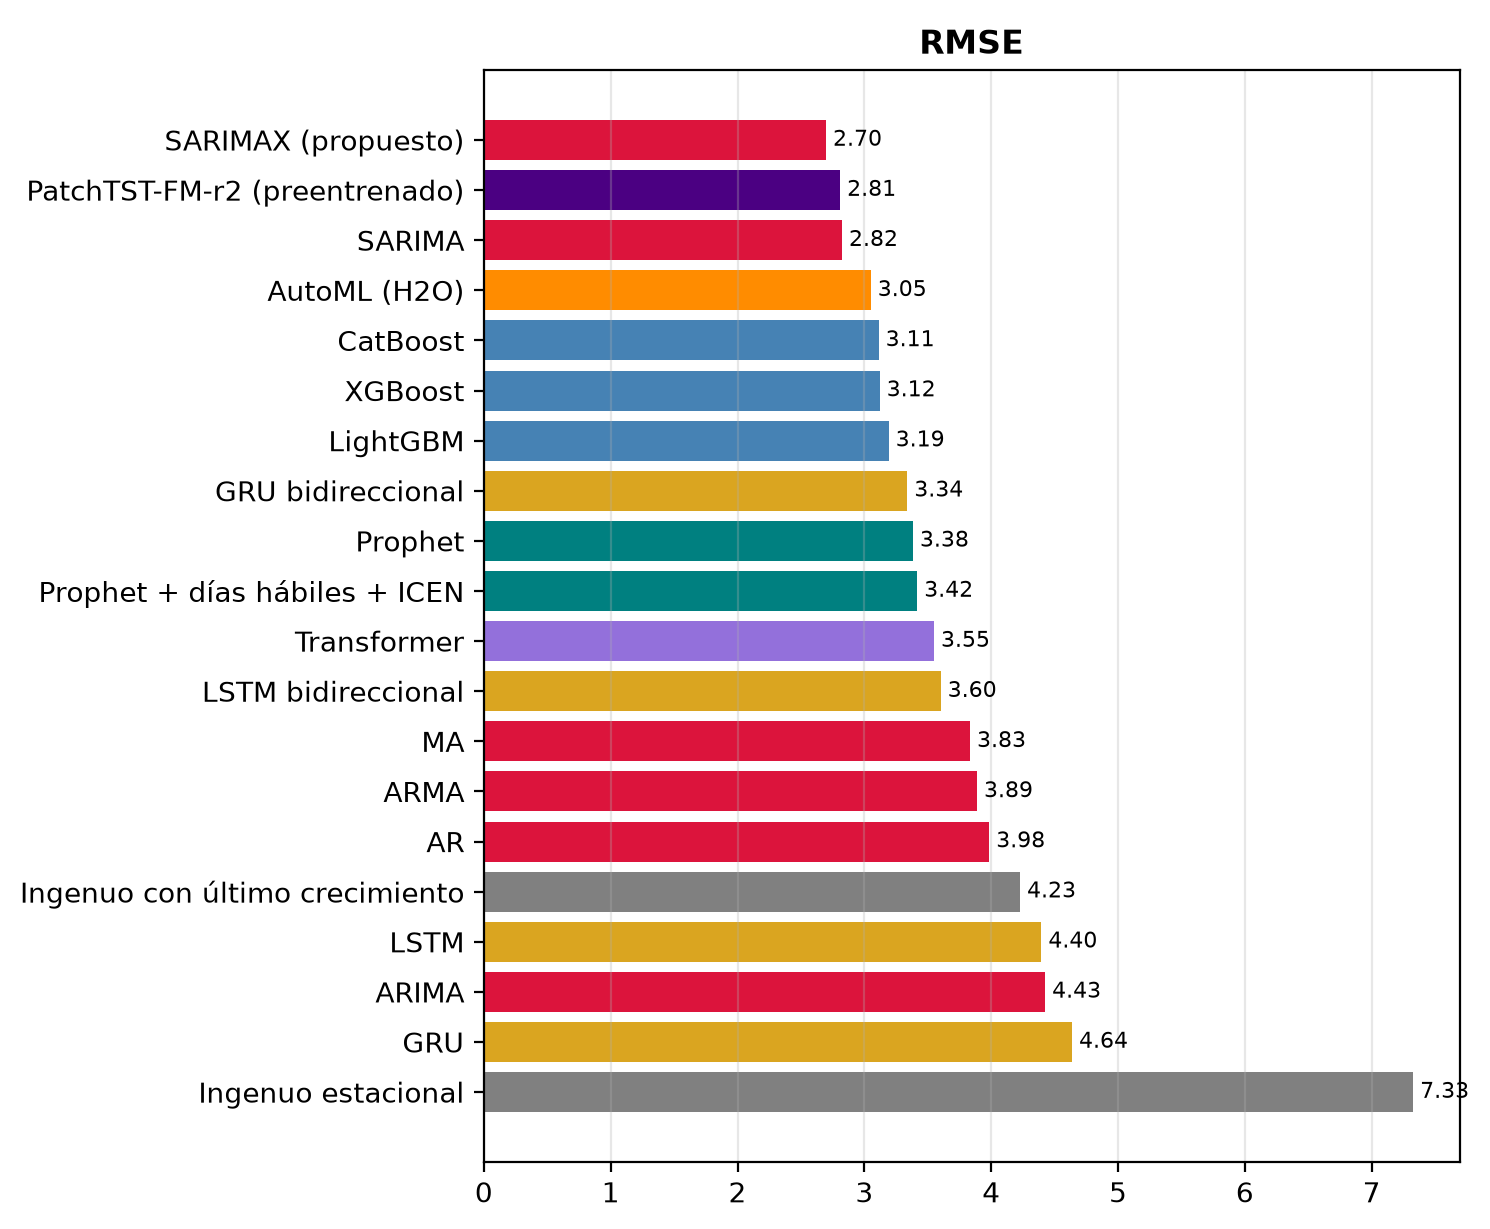 RMSE
SARIMAX (propuesto) 2.70
PatchTST-FM-r2 (preentrenado) 2.81
SARIMA 2.82
AutoML (H2O) 3.05
CatBoost 3.11
XGBoost 3.12
LightGBM 3.19
GRU bidireccional 3.34
Prophet 3.38
Prophet + días hábiles + ICEN 3.42
Transformer 3.55
LSTM bidireccional 3.60
MA 3.83
ARMA 3.89
AR 3.98
Ingenuo con último crecimiento 4.23
LSTM 4.40
ARIMA 4.43
GRU 4.64
Ingenuo estacional 7.33
0 1 2 3 4 5 6 7